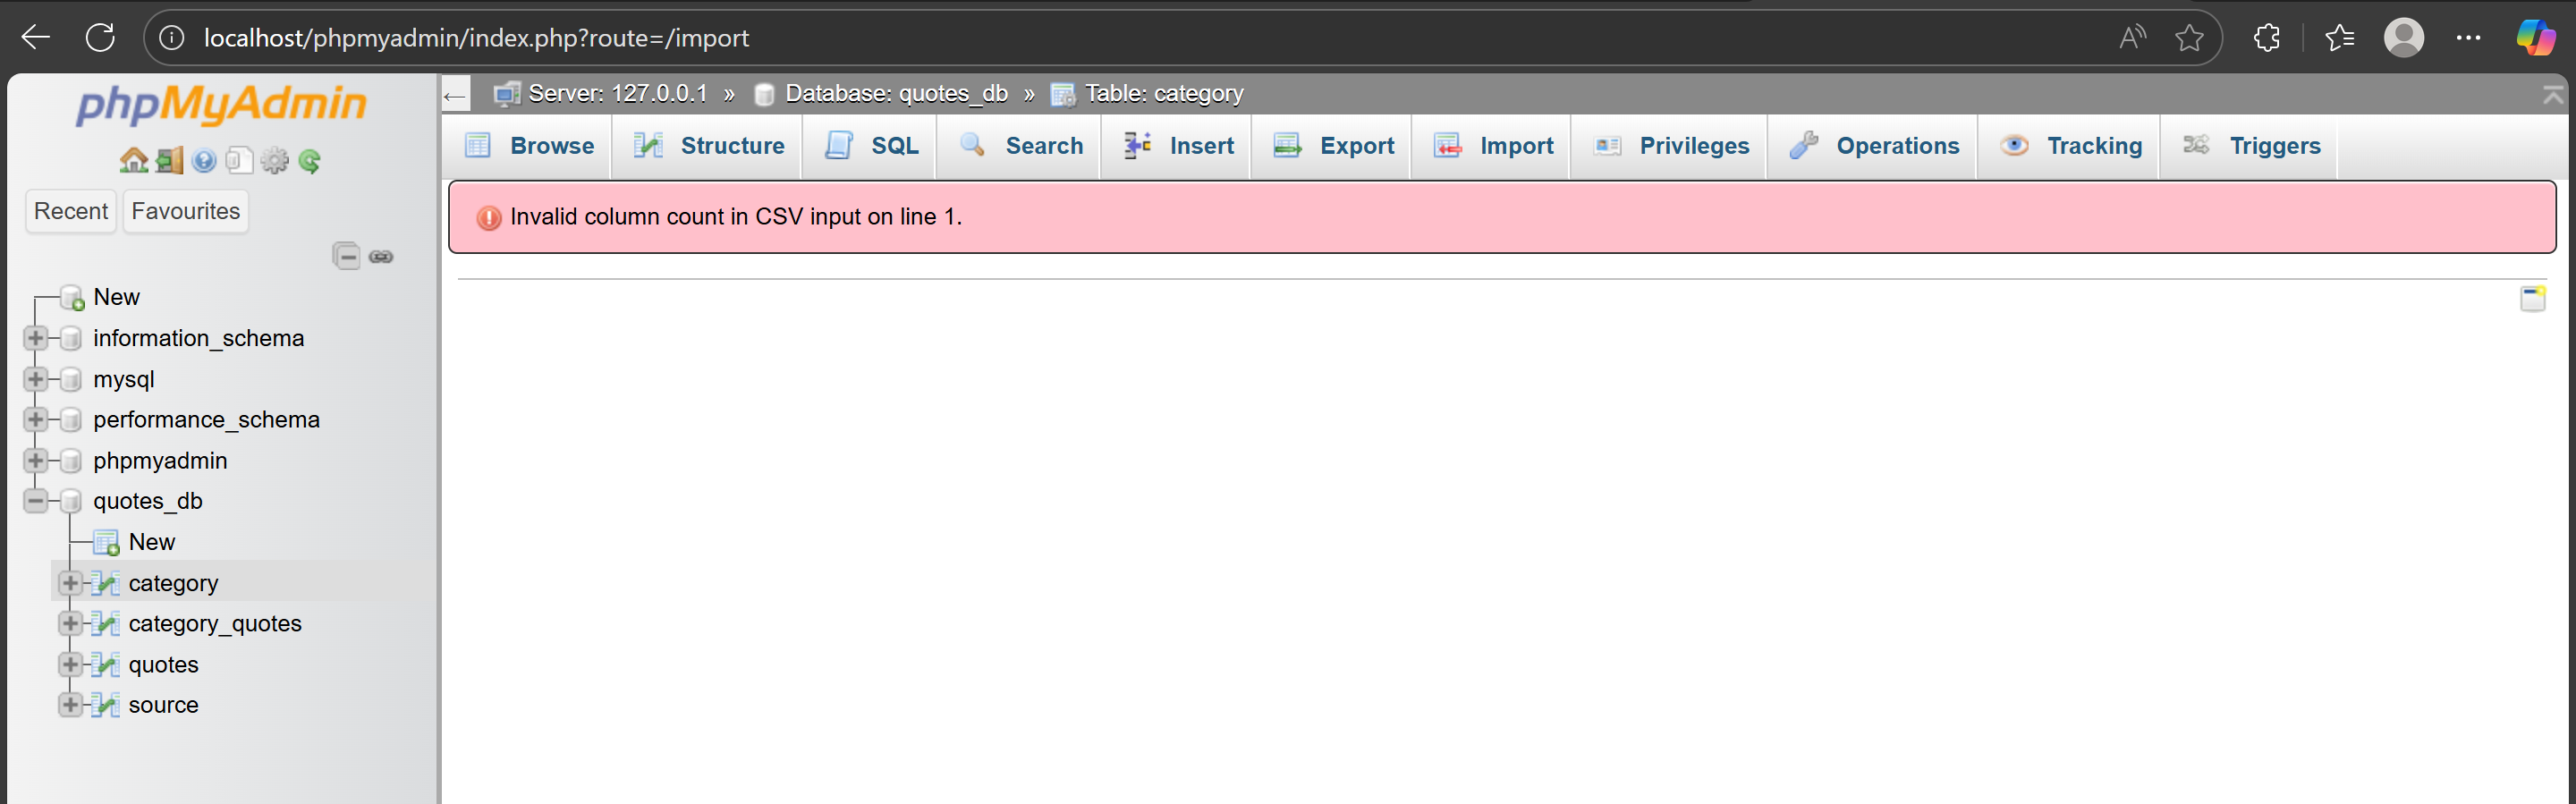 localhost/phpmyadmin/index.php?route=/import
phpMyAdmin
Recent Favourites
New
information_schema
mysql
performance_schema
phpmyadmin
quotes_db
New
category
category_quotes
quotes
source
Server: 127.0.0.1 » Database: quotes_db » Table: category
Browse Structure SQL Search Insert Export Import Privileges Operations Tracking Triggers
Invalid column count in CSV input on line 1.